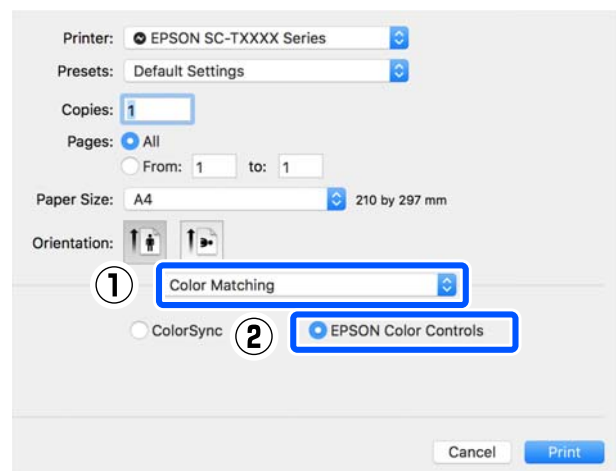 Printer: EPSON SC-TXXXX Series
Presets: Default Settings
Copies: 1
Pages: All
From: 1 to: 1
Paper Size: A4 210 by 297 mm
Orientation:
① Color Matching
ColorSync ② EPSON Color Controls
Cancel Print